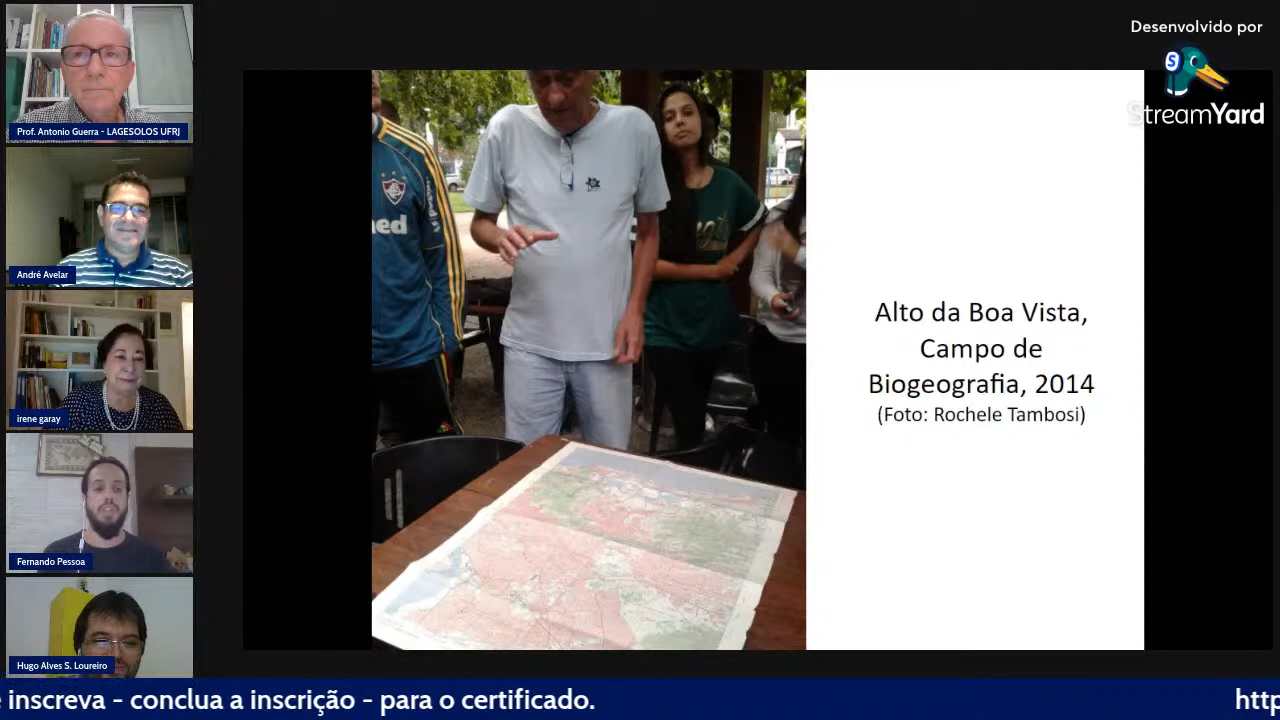 Desenvolvido por
StreamYard
Prof. Antonio Guerra - LAGESOLOS UFRJ
André Avelar
irene garay
Fernando Pessoa
Hugo Alves S. Loureiro
Alto da Boa Vista,
Campo de
Biogeografia, 2014
(Foto: Rochele Tambosi)
inscreva - conclua a inscrição - para o certificado.
http